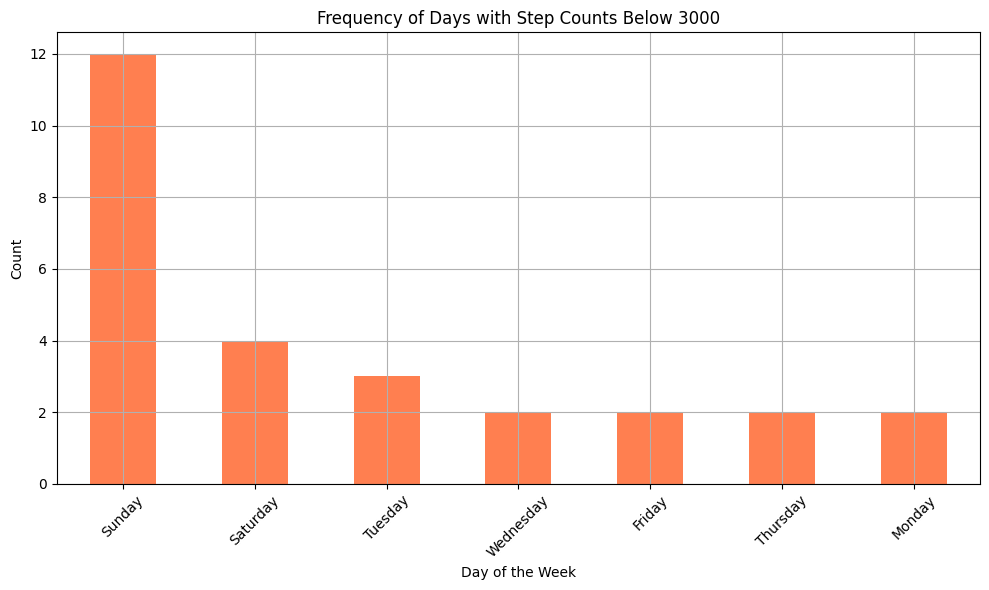 Frequency of Days with Step Counts Below 3000
Count
12
10
8
6
4
2
0
Sunday
Saturday
Tuesday
Wednesday
Friday
Thursday
Monday
Day of the Week